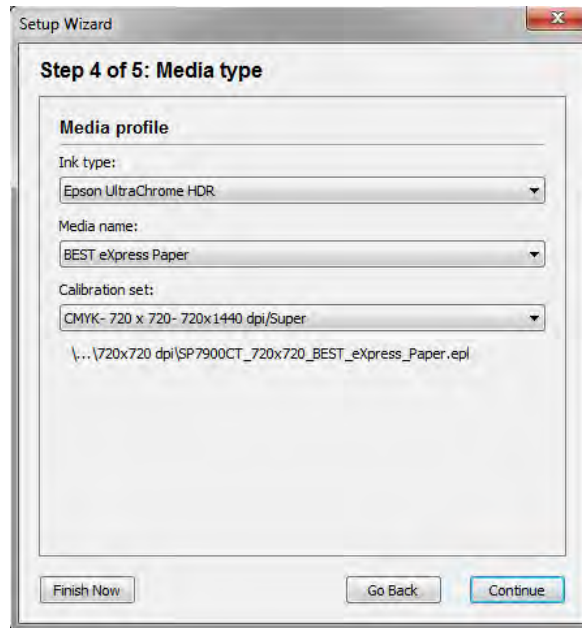 Setup Wizard
Step 4 of 5: Media type
Media profile
Ink type:
Epson UltraChrome HDR
Media name:
BEST eXpress Paper
Calibration set:
CMYK- 720 x 720- 720x1440 dpi/Super
\...\720x720 dpi\SP7900CT_720x720_BEST_eXpress_Paper.epl
Finish Now
Go Back
Continue